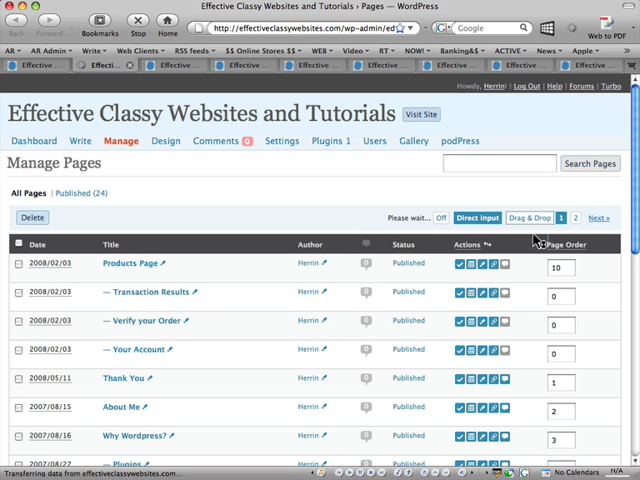 Effective Classy Websites and Tutorials › Pages — WordPress
Back Forward Bookmarks Stop Home http://effectiveclassywebsites.com/wp-admin/ed Google Web to PDF
AR AR Admin Write Web Clients RSS feeds $$ Online Stores $$ WEB Video RT NOW! Banking&$ ACTIVE News Apple
Effective ... Effecti... Effective ... Effective ... Effective ... Effective ... Effective ... Effective ... Effective ...
Howdy, Herrin! | Log Out | Help | Forums | Turbo
Effective Classy Websites and Tutorials Visit Site
Dashboard Write Manage Design Comments 0 Settings Plugins 1 Users Gallery podPress
Manage Pages Search Pages
All Pages | Published (24)
Delete Please wait... Off Direct input Drag & Drop 1 2 Next »
Date Title Author Status Actions Page Order
2008/02/03 Products Page Herrin 0 Published 10
2008/02/03 — Transaction Results Herrin 0 Published 0
2008/02/03 — Verify your Order Herrin 0 Published 0
2008/02/03 — Your Account Herrin 0 Published 0
2008/05/11 Thank You Herrin 0 Published 1
2007/08/15 About Me Herrin 0 Published 2
2007/08/16 Why Wordpress? Herrin 0 Published 3
2007/08/27 — Plugins Herrin 0 Published
Transferring data from effectiveclassywebsites.com... No Calendars N/A